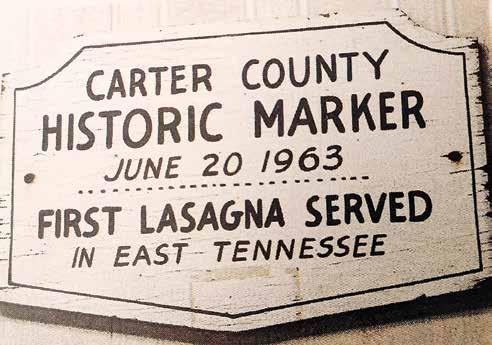 CARTER COUNTY
HISTORIC MARKER
JUNE 20 1963
FIRST LASAGNA SERVED
IN EAST TENNESSEE